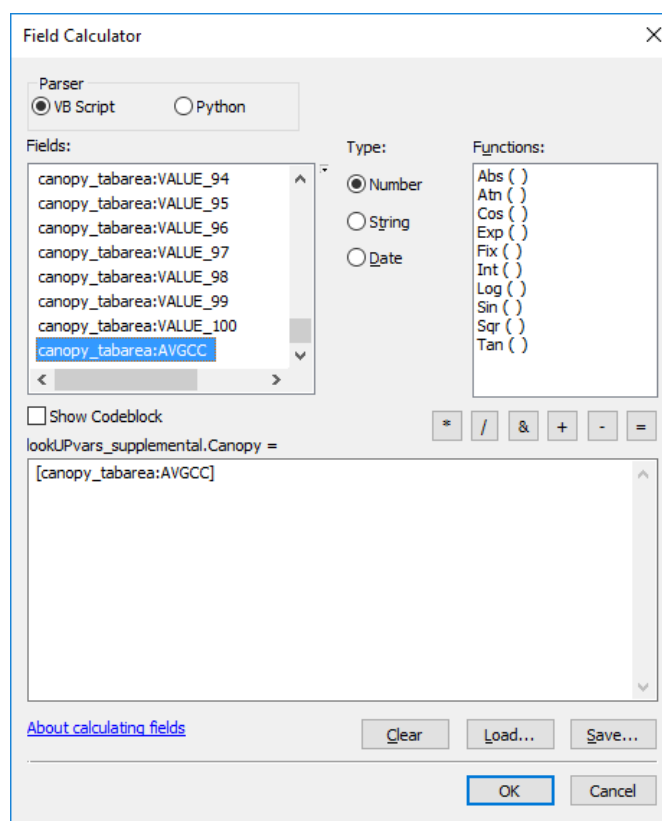 Field Calculator
Parser
VB Script
Python
Fields:
Type:
Functions:
canopy_tabarea:VALUE_94
canopy_tabarea:VALUE_95
canopy_tabarea:VALUE_96
canopy_tabarea:VALUE_97
canopy_tabarea:VALUE_98
canopy_tabarea:VALUE_99
canopy_tabarea:VALUE_100
canopy_tabarea:AVGCC
Number
String
Date
Abs ( )
Atn ( )
Cos ( )
Exp ( )
Fix ( )
Int ( )
Log ( )
Sin ( )
Sqr ( )
Tan ( )
Show Codeblock
* / & + - =
lookUPvars_supplemental.Canopy =
[canopy_tabarea:AVGCC]
About calculating fields
Clear
Load...
Save...
OK
Cancel